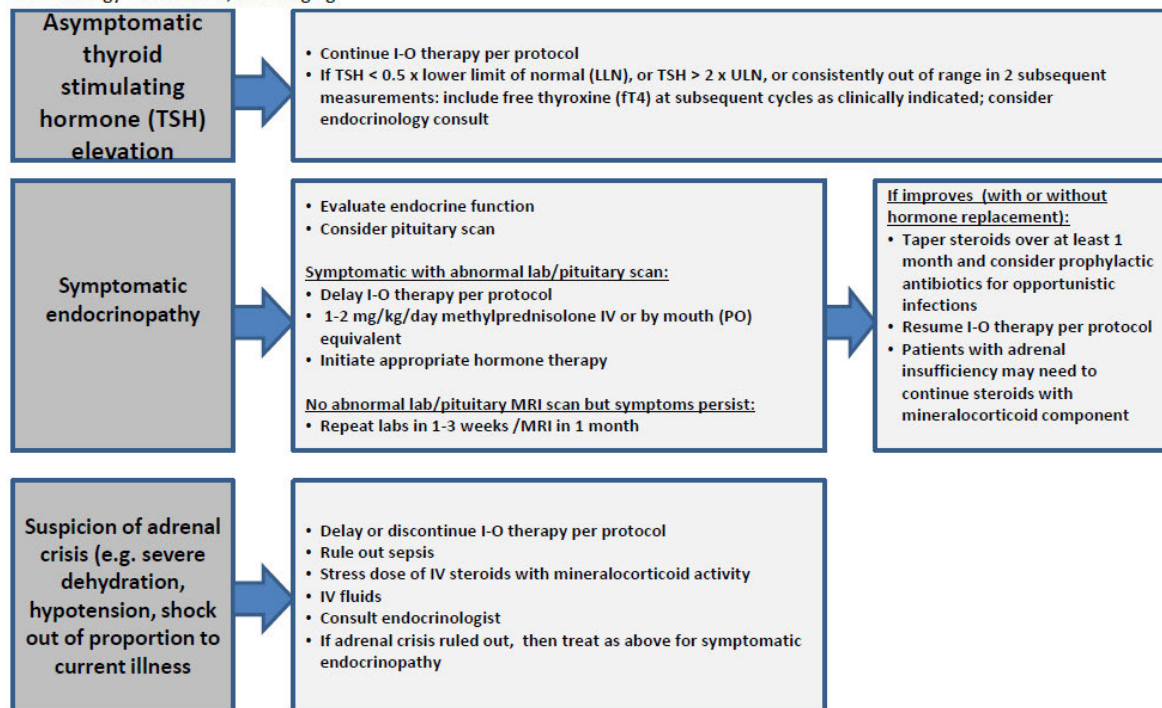 Asymptomatic
thyroid
stimulating
hormone (TSH)
elevation
• Continue I-O therapy per protocol
• If TSH < 0.5 x lower limit of normal (LLN), or TSH > 2 x ULN, or consistently out of range in 2 subsequent
measurements: include free thyroxine (fT4) at subsequent cycles as clinically indicated; consider
endocrinology consult
Symptomatic
endocrinopathy
• Evaluate endocrine function
• Consider pituitary scan
Symptomatic with abnormal lab/pituitary scan:
• Delay I-O therapy per protocol
• 1-2 mg/kg/day methylprednisolone IV or by mouth (PO)
equivalent
• Initiate appropriate hormone therapy
No abnormal lab/pituitary MRI scan but symptoms persist:
• Repeat labs in 1-3 weeks /MRI in 1 month
If improves (with or without
hormone replacement):
• Taper steroids over at least 1
month and consider prophylactic
antibiotics for opportunistic
infections
• Resume I-O therapy per protocol
• Patients with adrenal
insufficiency may need to
continue steroids with
mineralocorticoid component
Suspicion of adrenal
crisis (e.g. severe
dehydration,
hypotension, shock
out of proportion to
current illness
• Delay or discontinue I-O therapy per protocol
• Rule out sepsis
• Stress dose of IV steroids with mineralocorticoid activity
• IV fluids
• Consult endocrinologist
• If adrenal crisis ruled out, then treat as above for symptomatic
endocrinopathy